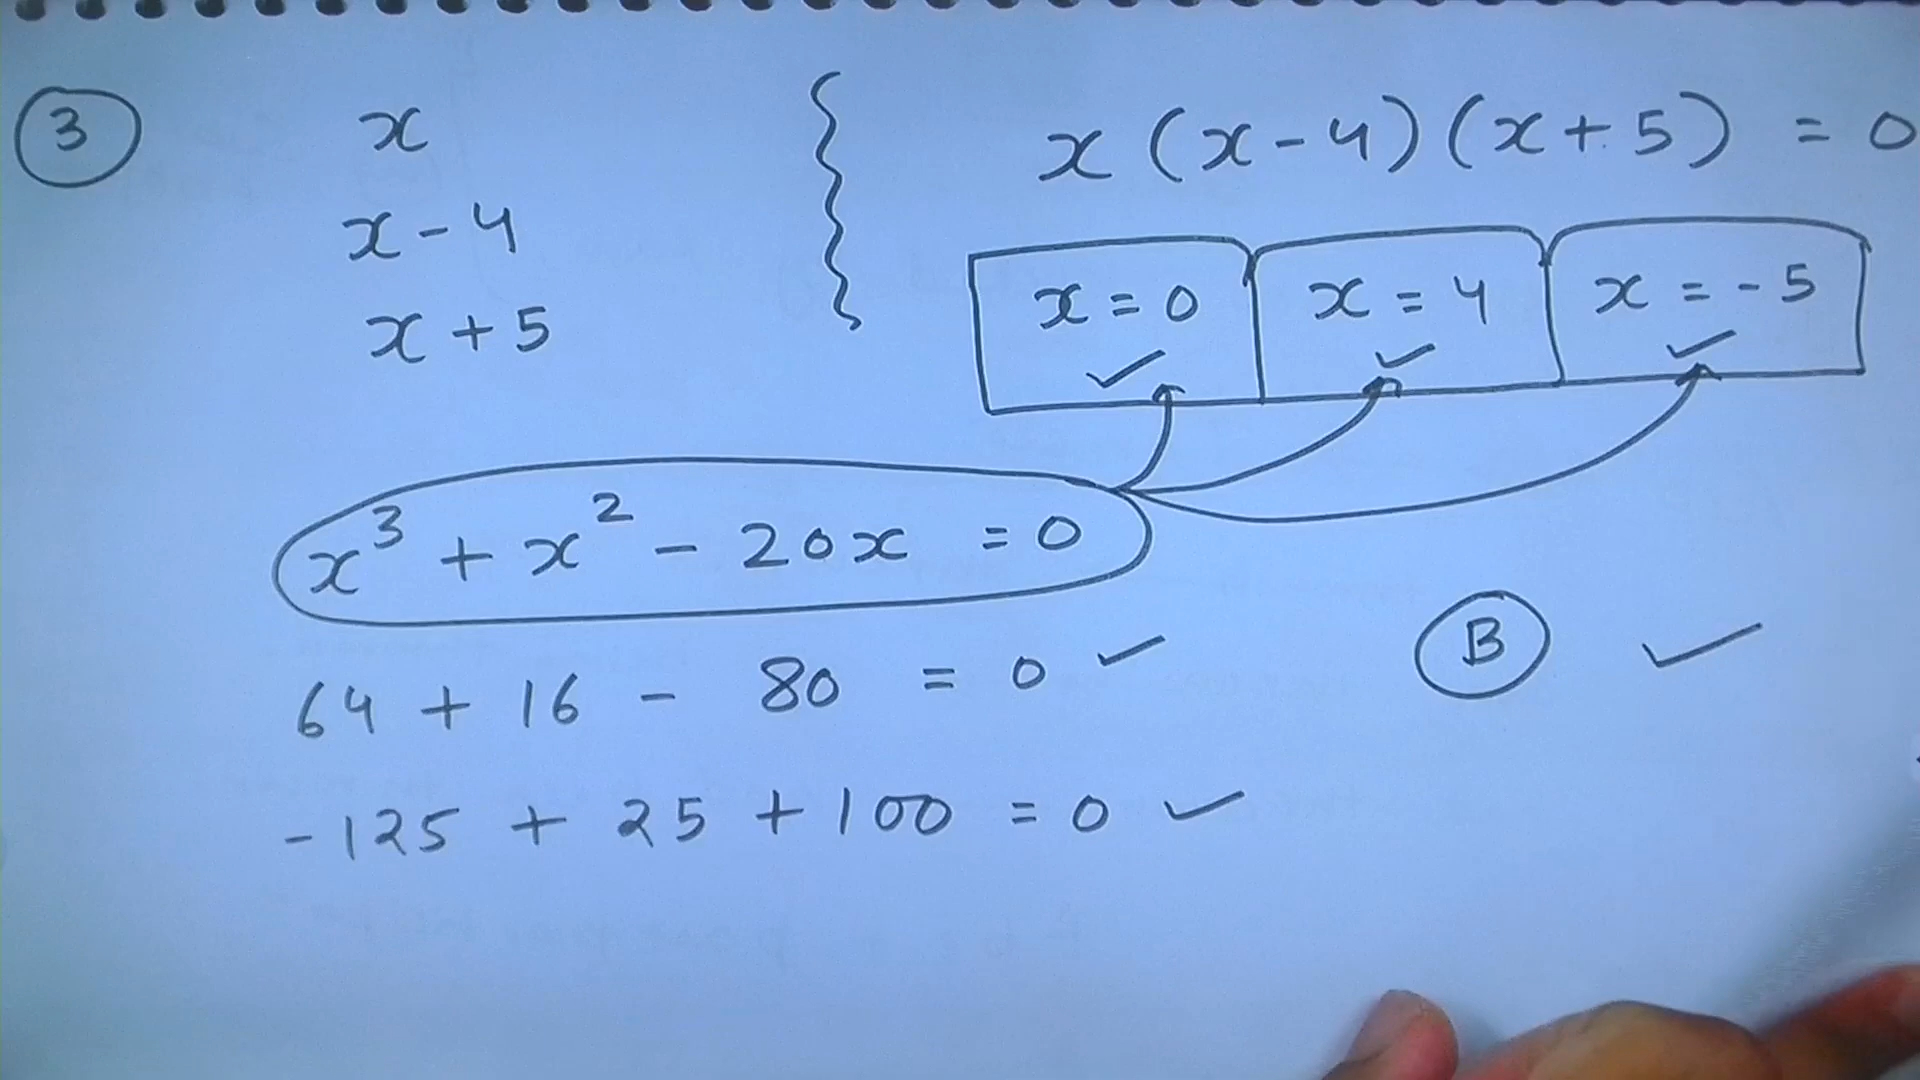 3
x
x - 4
x + 5
x (x - 4) (x + 5) = 0
x = 0 ✓
x = 4 ✓
x = -5 ✓
x³ + x² - 20x = 0
64 + 16 - 80 = 0 ✓
-125 + 25 + 100 = 0 ✓
B ✓